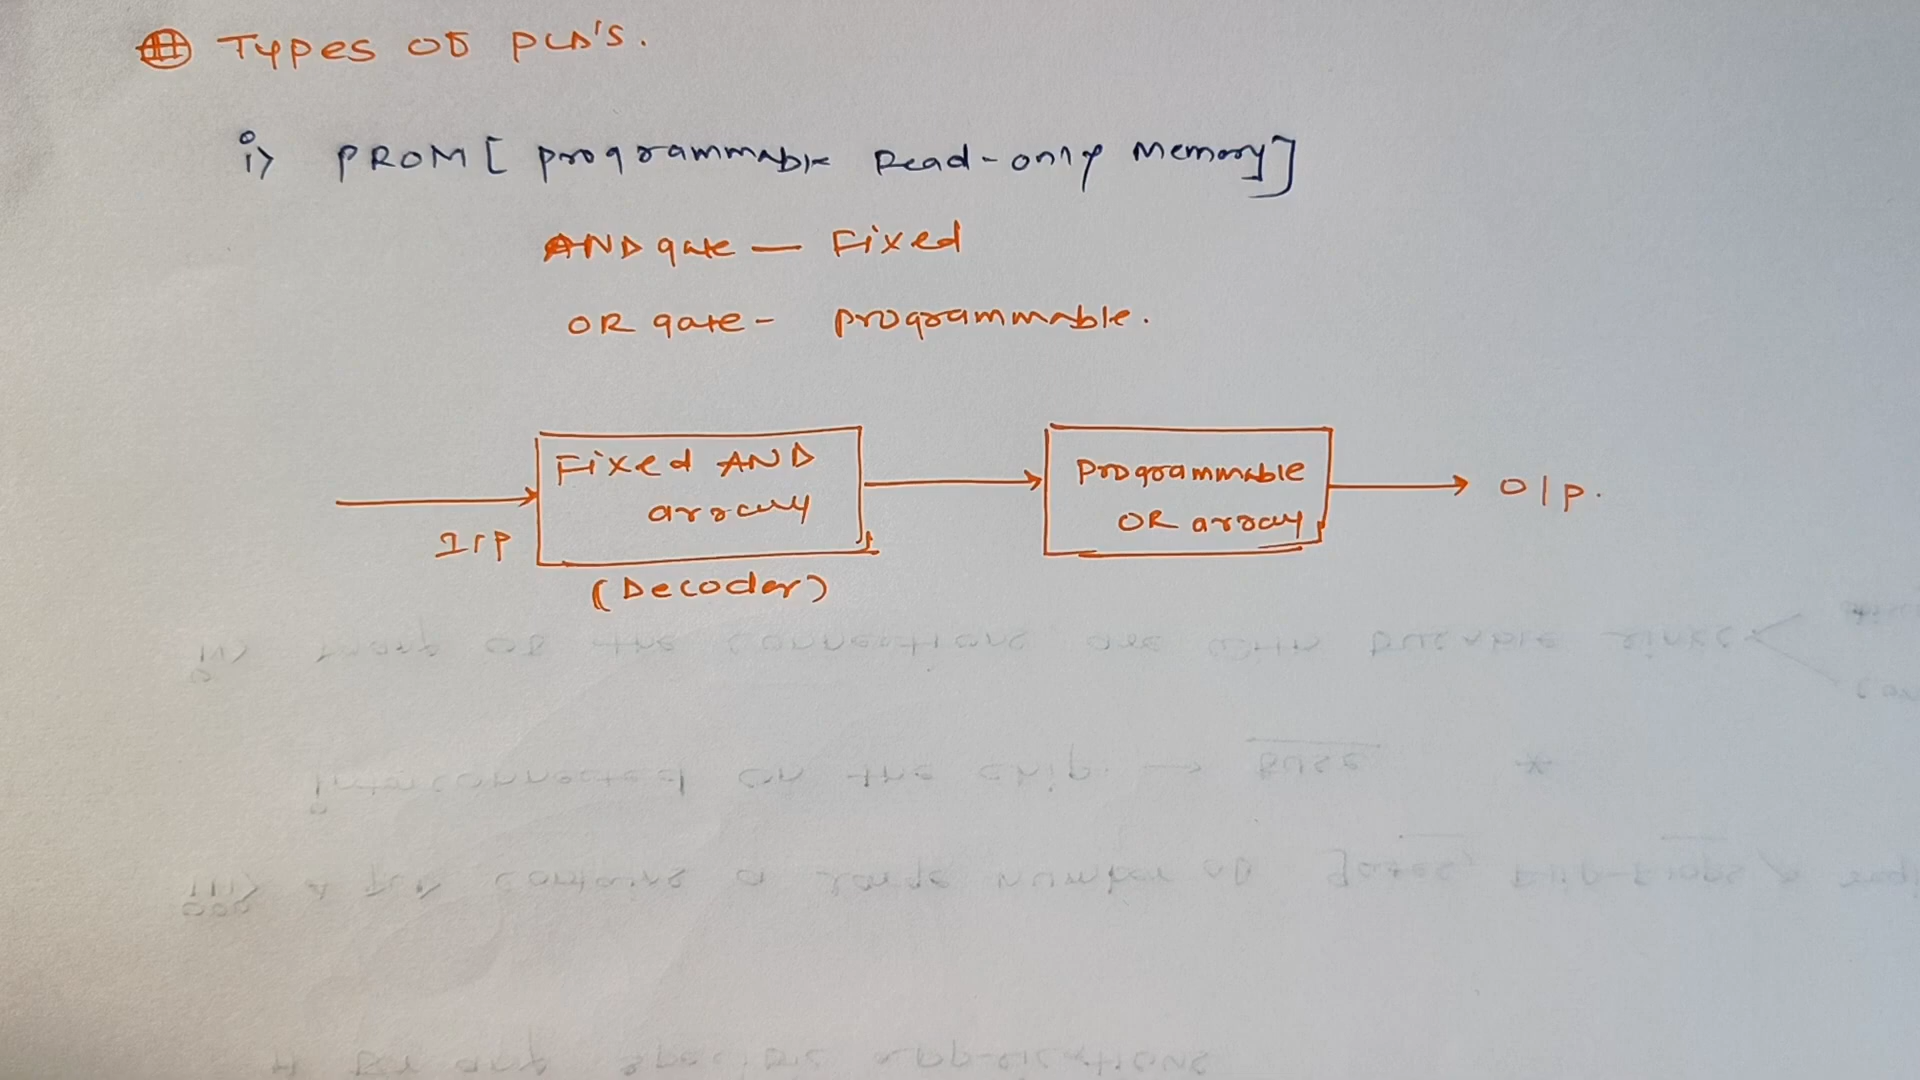 Types of PLD's.
i) PROM [ Programmable Read-only Memory]
AND gate — Fixed
OR gate - programmable.
Fixed AND
array
I/P
(Decoder)
Programmable
OR array
O/P.